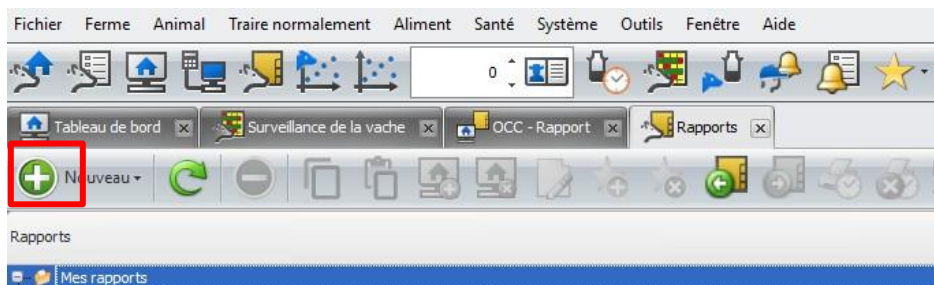 Fichier Ferme Animal Traire normalement Aliment Santé Système Outils Fenêtre Aide
0
Tableau de bord Surveillance de la vache OCC - Rapport Rapports
Nouveau
Rapports
Mes rapports